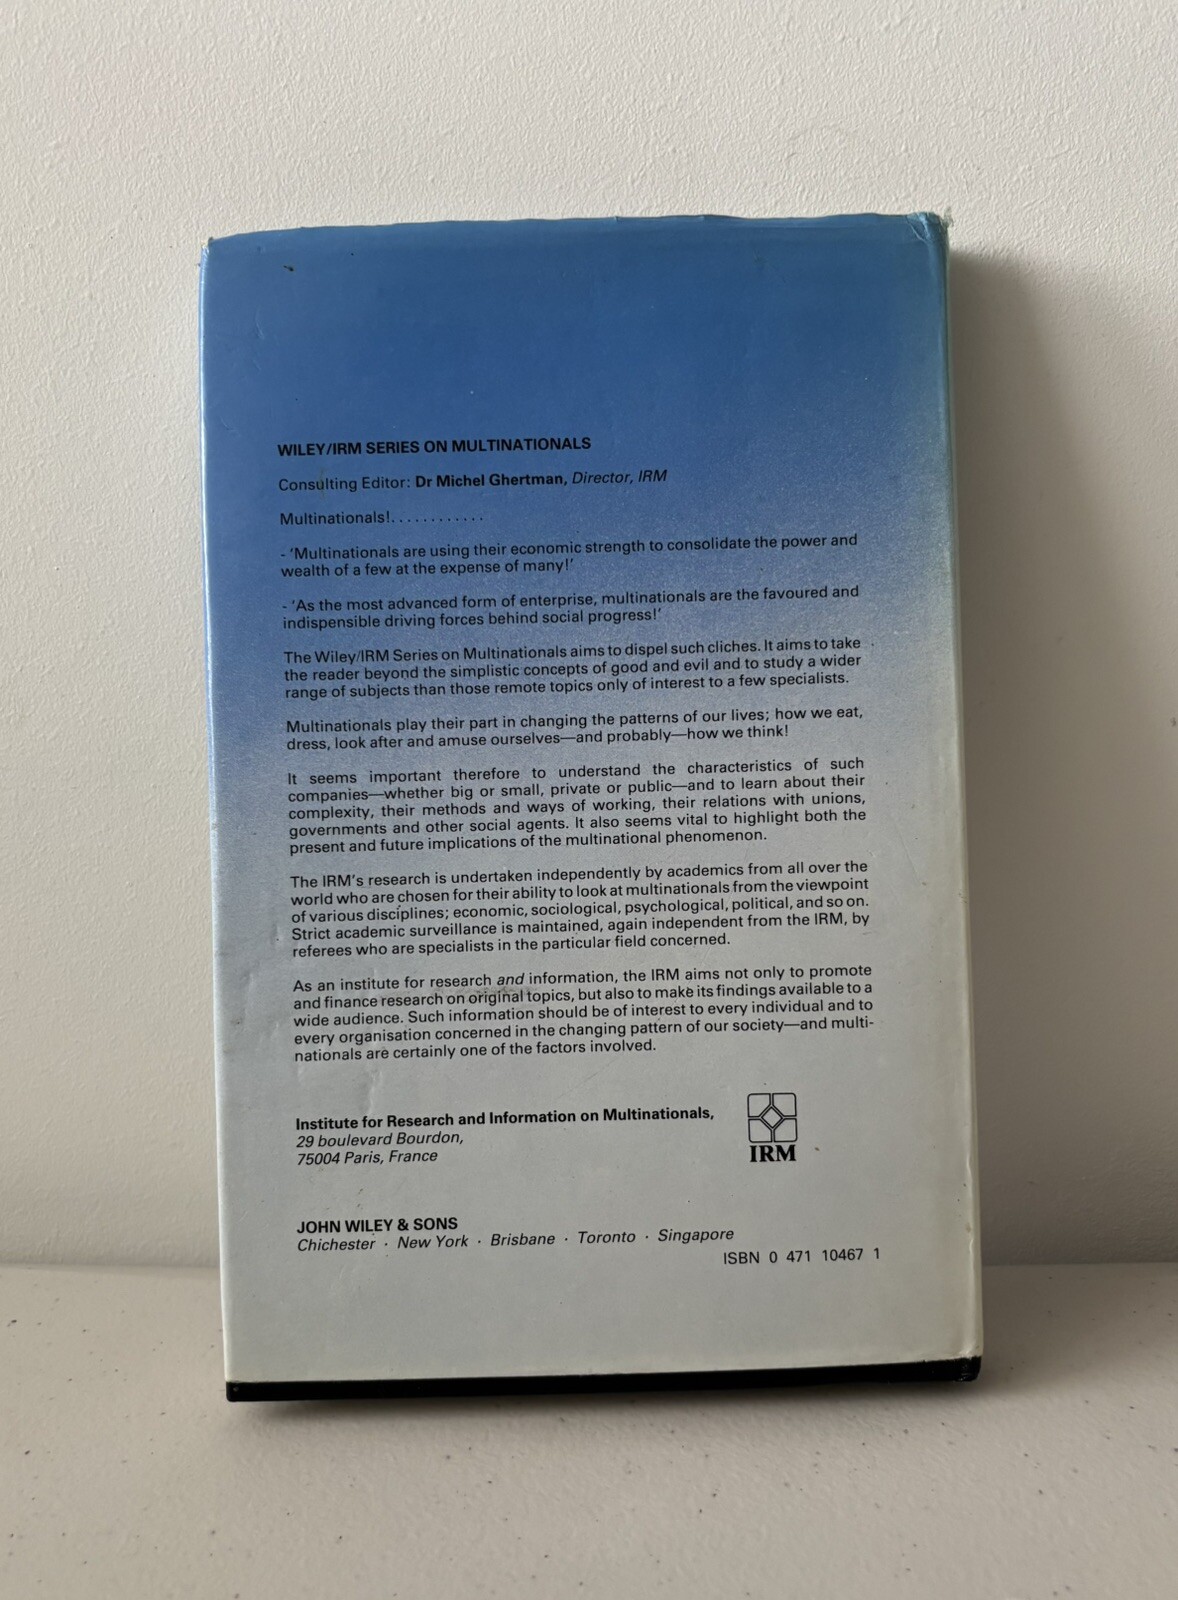 WILEY/IRM SERIES ON MULTINATIONALS
Consulting Editor: Dr Michel Ghertman, Director, IRM
Multinationals!. . . . . . . . . . . .
- 'Multinationals are using their economic strength to consolidate the power and
wealth of a few at the expense of many!'
- 'As the most advanced form of enterprise, multinationals are the favoured and
indispensible driving forces behind social progress!'
The Wiley/IRM Series on Multinationals aims to dispel such cliches. It aims to take
the reader beyond the simplistic concepts of good and evil and to study a wider
range of subjects than those remote topics only of interest to a few specialists.
Multinationals play their part in changing the patterns of our lives; how we eat,
dress, look after and amuse ourselves—and probably—how we think!
It seems important therefore to understand the characteristics of such
companies—whether big or small, private or public—and to learn about their
complexity, their methods and ways of working, their relations with unions,
governments and other social agents. It also seems vital to highlight both the
present and future implications of the multinational phenomenon.
The IRM's research is undertaken independently by academics from all over the
world who are chosen for their ability to look at multinationals from the viewpoint
of various disciplines; economic, sociological, psychological, political, and so on.
Strict academic surveillance is maintained, again independent from the IRM, by
referees who are specialists in the particular field concerned.
As an institute for research and information, the IRM aims not only to promote
and finance research on original topics, but also to make its findings available to a
wide audience. Such information should be of interest to every individual and to
every organisation concerned in the changing pattern of our society—and multi-
nationals are certainly one of the factors involved.
Institute for Research and Information on Multinationals,
29 boulevard Bourdon,
75004 Paris, France
IRM
JOHN WILEY & SONS
Chichester · New York · Brisbane · Toronto · Singapore
ISBN 0 471 10467 1